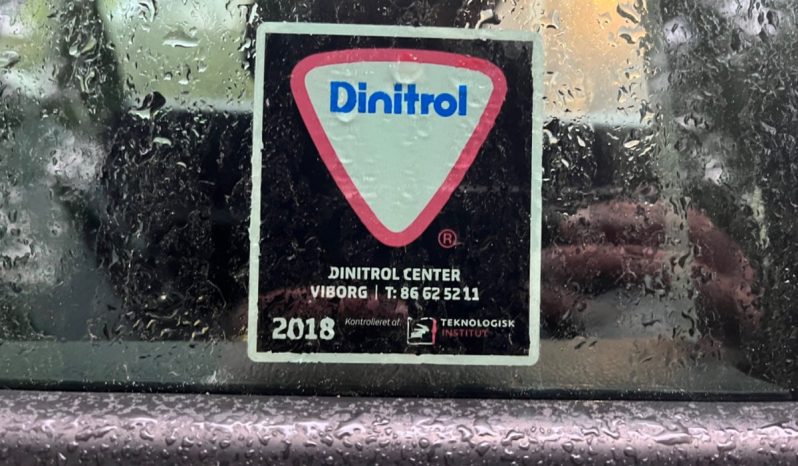 Dinitrol
®
DINITROL CENTER
VIBORG | T: 86 62 52 11
2018 Kontrolleret af: TEKNOLOGISK
INSTITUT